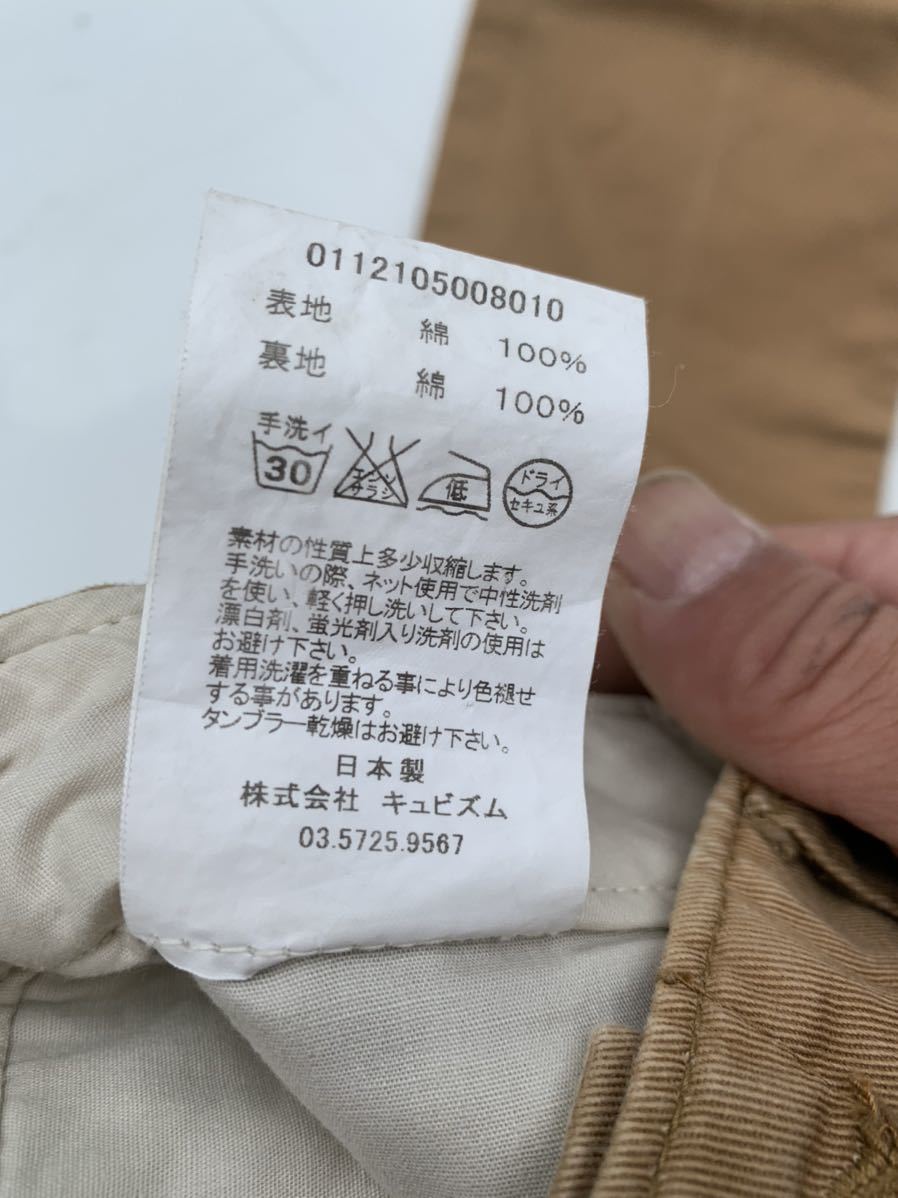 0112105008010
表地 綿 100%
裏地 綿 100%
手洗イ
30
エンソ
サラシ
低
ドライ
セキユ系
素材の性質上多少収縮します。
手洗いの際、ネット使用で中性洗剤
を使い、軽く押し洗いして下さい。
漂白剤、蛍光剤入り洗剤の使用は
お避け下さい。
着用洗濯を重ねる事により色褪せ
する事があります。
タンブラー乾燥はお避け下さい。
日本製
株式会社 キュビズム
03.5725.9567